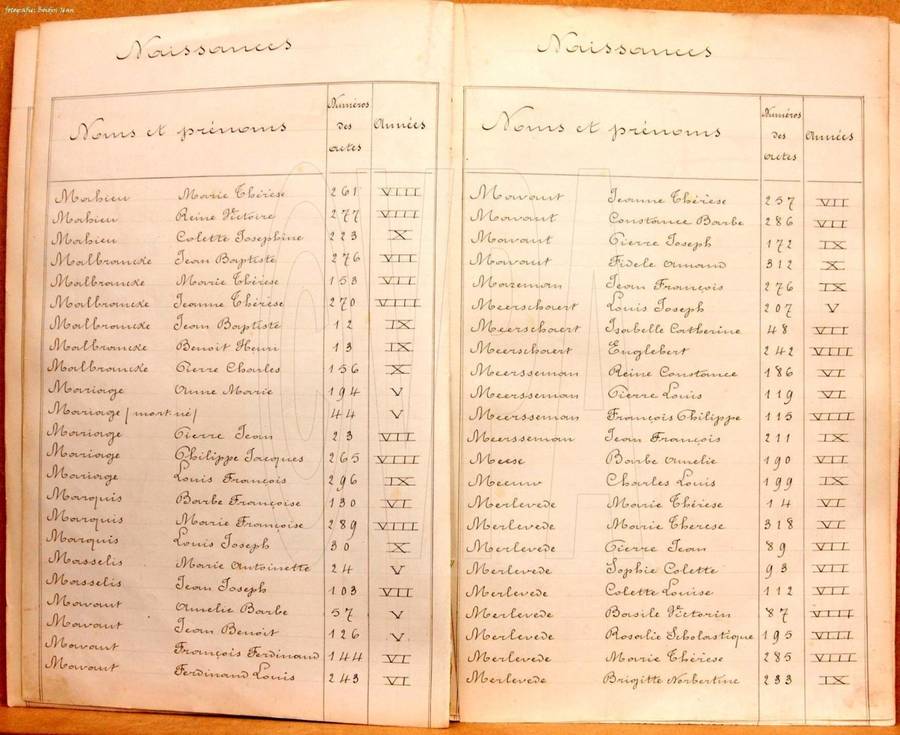 fotografie: Béidys Jean
Naissances
Noms et prénoms Numéros des actes Années
Mahieu Marie Thérèse 261 VIII
Mahieu Reine Victoire 277 VIII
Mahieu Colette Josephine 223 X
Malbrancke Jean Baptiste 276 VII
Malbrancke Marie Thérèse 153 VII
Malbrancke Jeanne Thérèse 270 VIII
Malbrancke Jean Baptiste 12 IX
Malbrancke Benoit Henri 13 IX
Malbrancke Pierre Charles 156 X
Mariage Anne Marie 194 V
Mariage (mort-né) 44 V
Mariage Pierre Jean 23 VII
Mariage Philippe Jacques 265 VIII
Mariage Louis François 296 IX
Marquis Barbe Françoise 130 VI
Marquis Marie Françoise 289 VIII
Marquis Louis Joseph 30 X
Masselis Marie Antoinette 24 V
Masselis Jean Joseph 103 VII
Mavaut Amelie Barbe 57 V
Mavaut Jean Benoit 126 V
Mavaut François Ferdinand 144 VI
Mavaut Ferdinand Louis 243 VI
Naissances
Noms et prénoms Numéros des actes Années
Mavaut Jeanne Thérèse 257 VII
Mavaut Constance Barbe 286 VII
Mavaut Pierre Joseph 172 IX
Mavaut Fidele Amand 312 X
Mazeman Jean François 276 IX
Meerschaert Louis Joseph 207 V
Meerschaert Isabelle Catherine 48 VII
Meerschaert Englebert 242 VIII
Meersseman Reine Constance 186 VI
Meersseman Pierre Louis 119 VI
Meersseman François Philippe 115 VIII
Meersseman Jean François 211 IX
Meese Barbe Amelie 190 VII
Meeuw Charles Louis 199 IX
Merlevede Marie Thérèse 14 VI
Merlevede Marie Therese 318 VI
Merlevede Pierre Jean 89 VII
Merlevede Sophie Colette 93 VII
Merlevede Colette Louise 112 VII
Merlevede Basile Victorin 87 VIII
Merlevede Rosalie Scholastique 195 VIII
Merlevede Marie Thérèse 285 VIII
Merlevede Brigitte Norbertine 233 IX